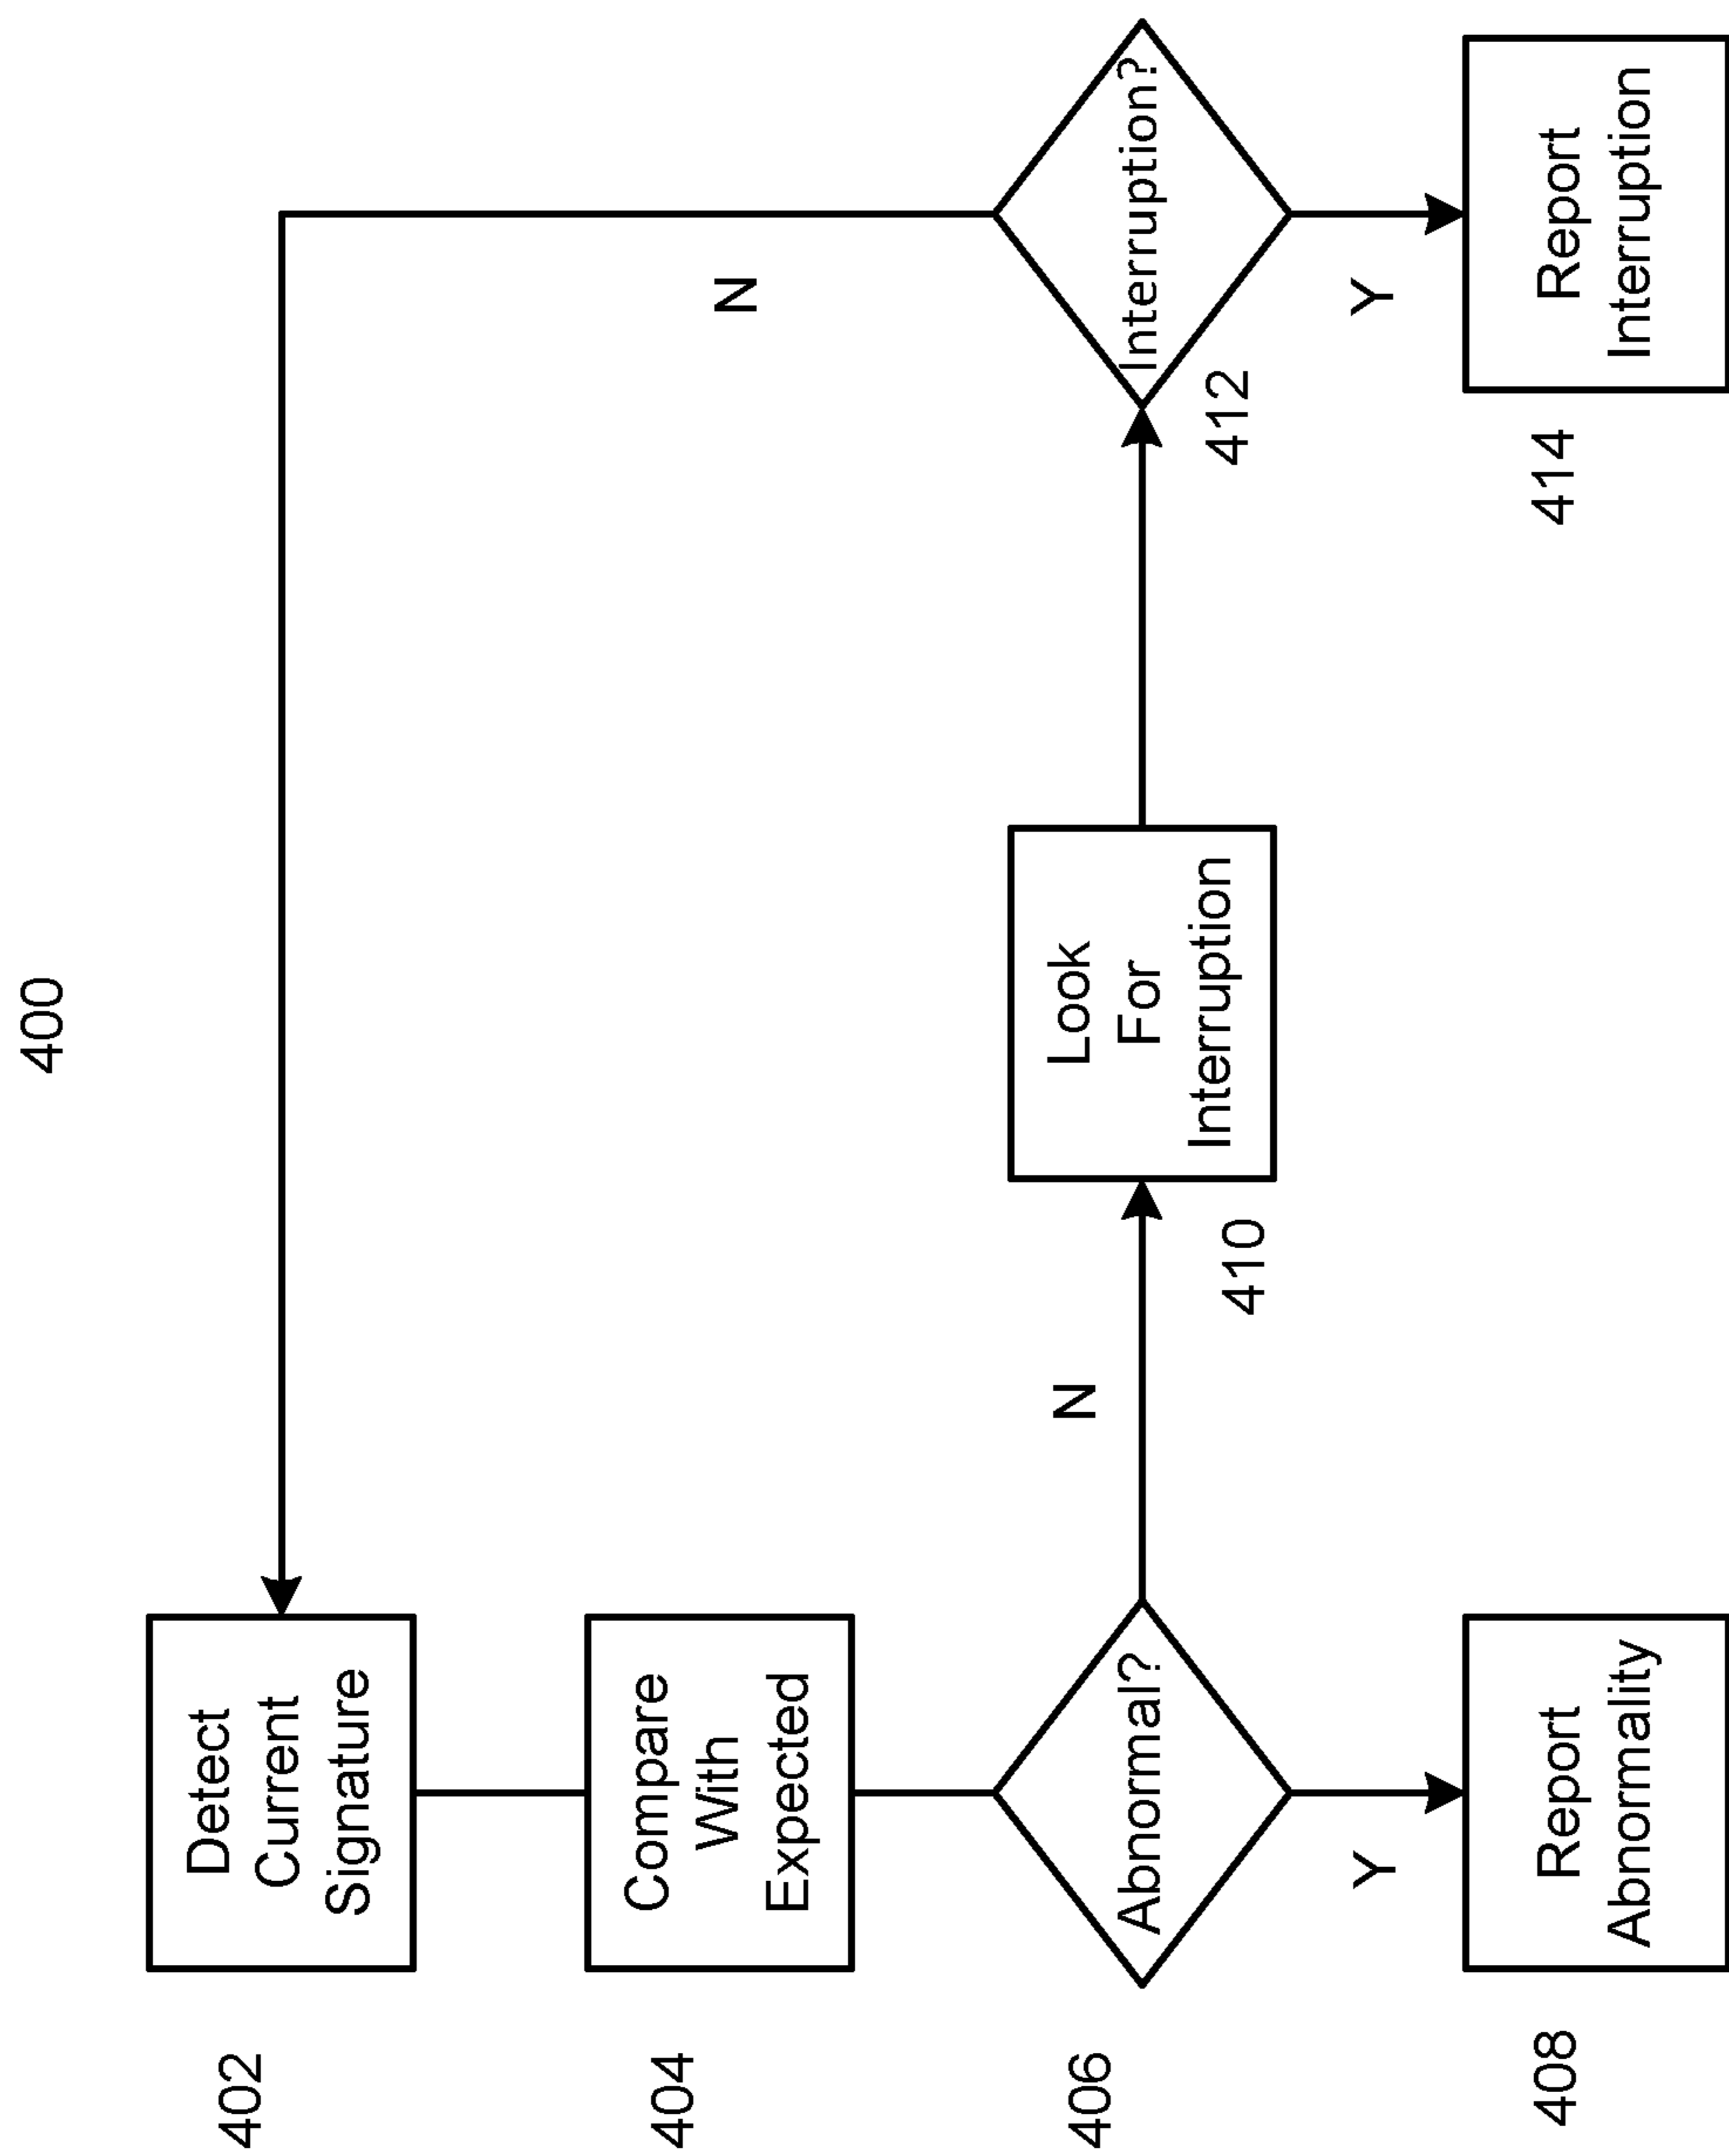 400
402
Detect
Current
Signature
404
Compare
With
Expected
406
Abnormal?
N
Y
408
Report
Abnormality
410
Look
For
Interruption
412
Interruption?
N
Y
414
Report
Interruption